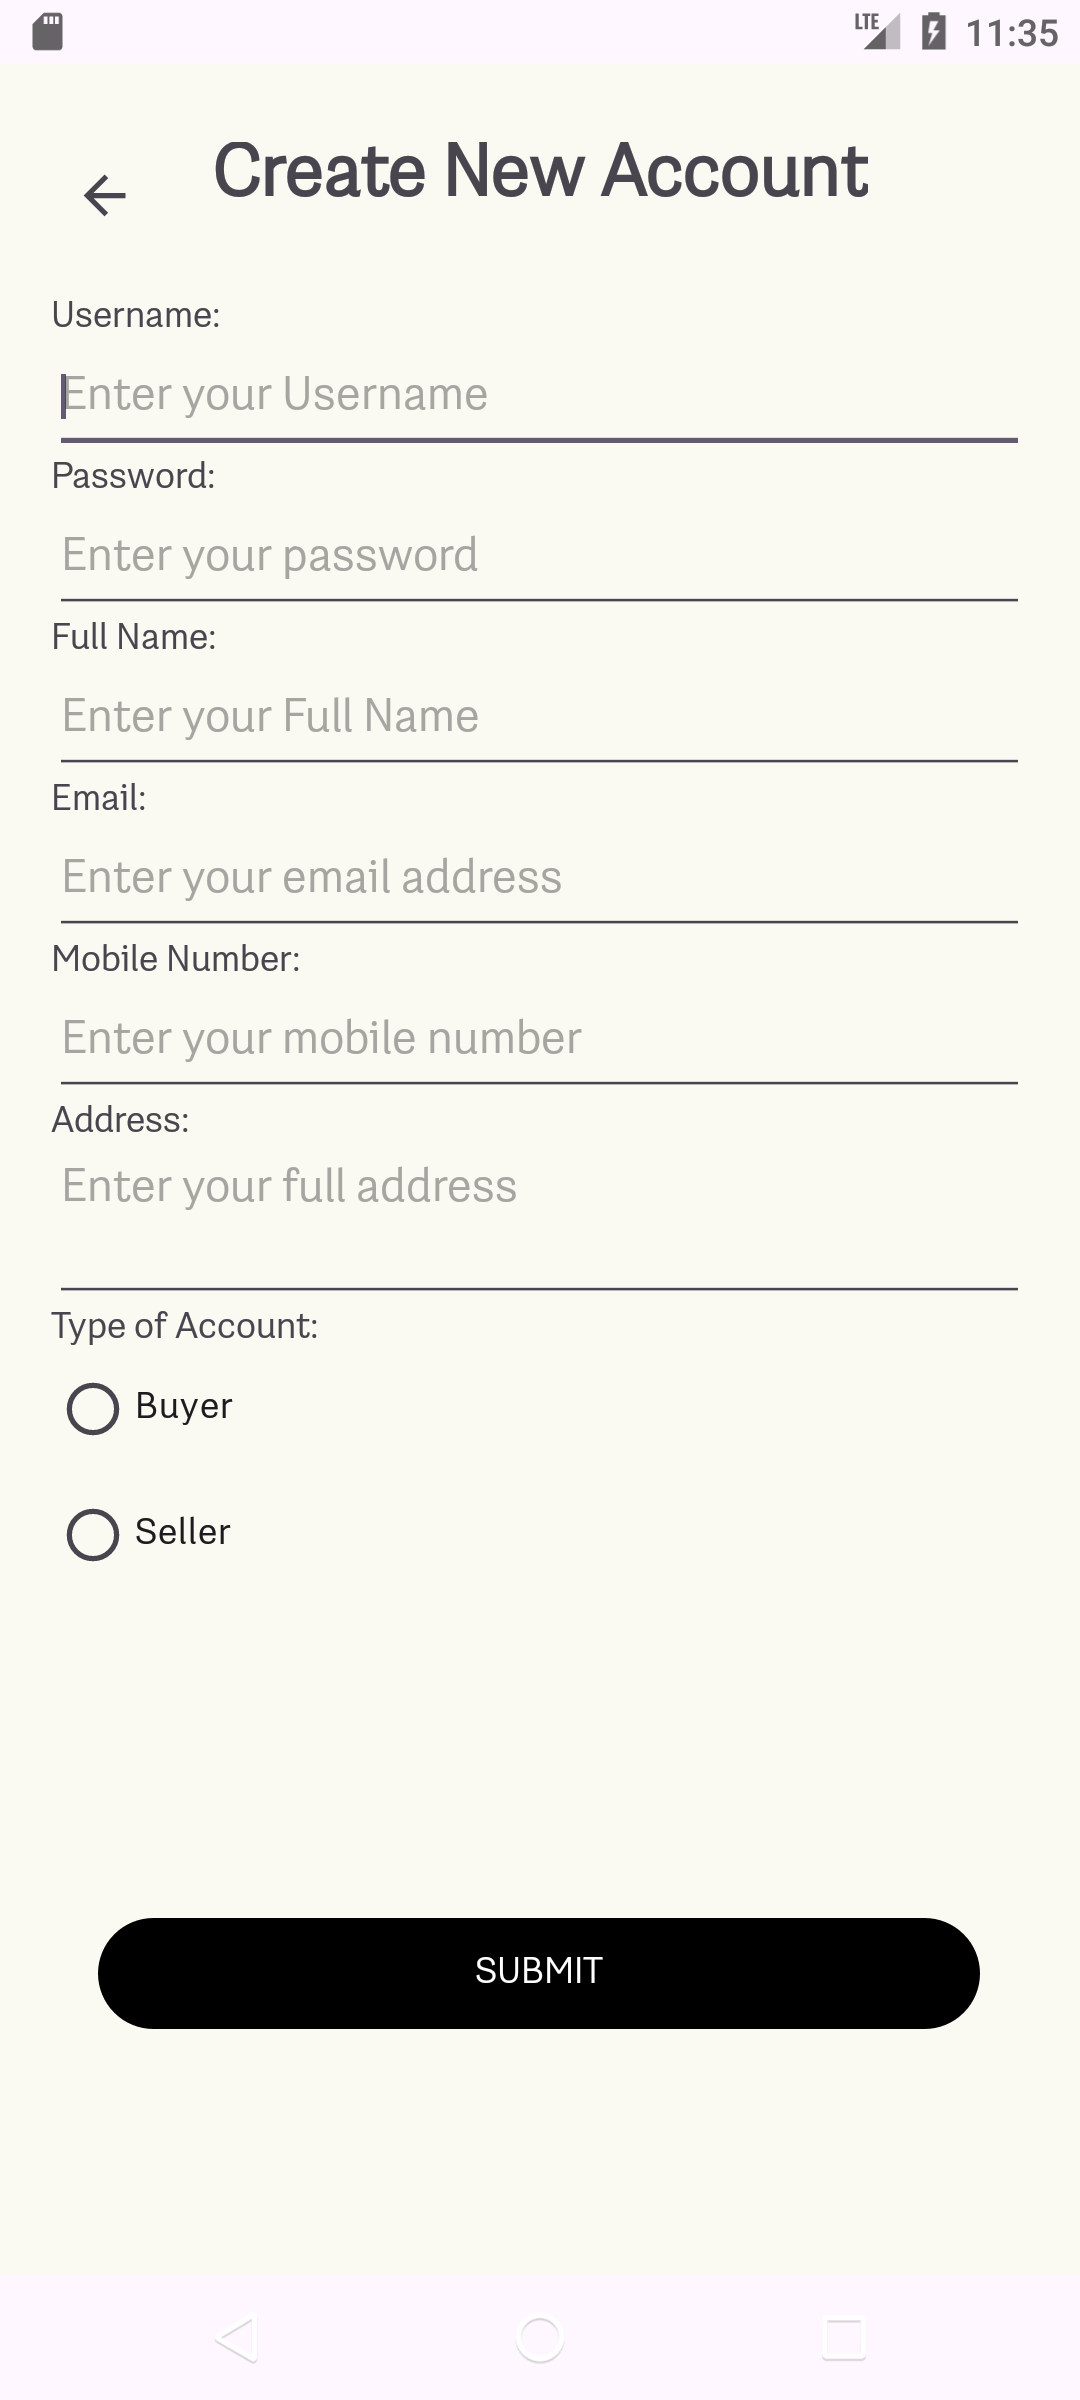 LTE 11:35
Create New Account
Username:
Enter your Username
Password:
Enter your password
Full Name:
Enter your Full Name
Email:
Enter your email address
Mobile Number:
Enter your mobile number
Address:
Enter your full address
Type of Account:
Buyer
Seller
SUBMIT